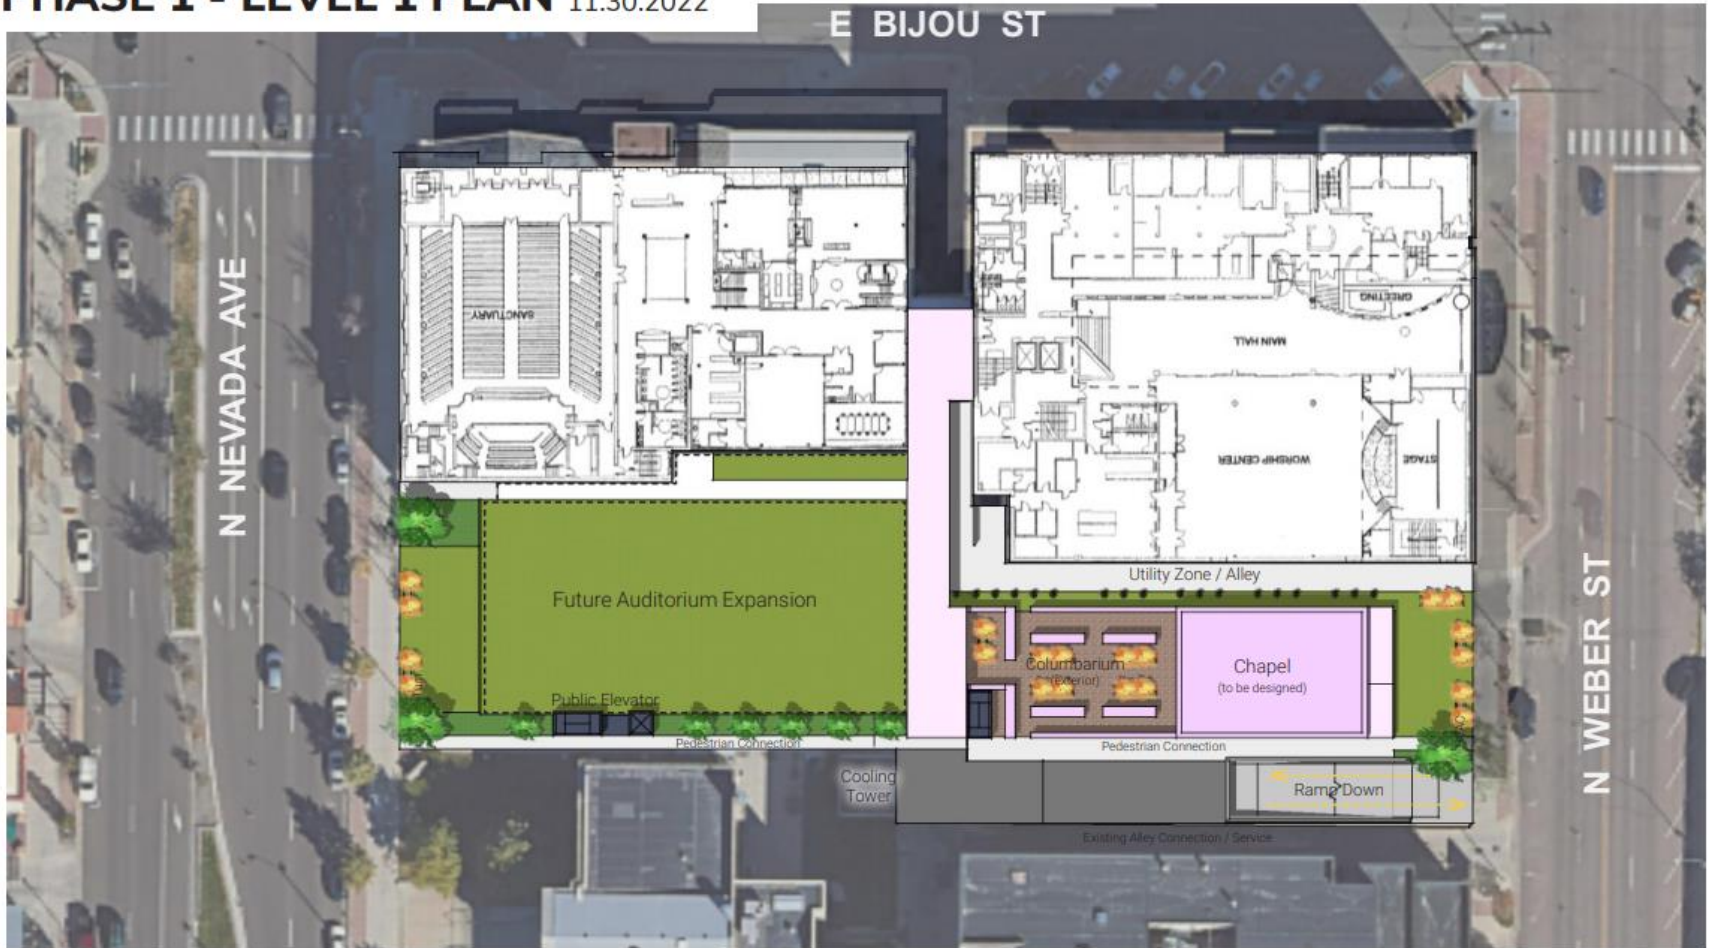 PHASE 1 - LEVEL 1 PLAN 11.30.2022
E BIJOU ST
N NEVADA AVE
SANCTUARY
GREETING
MAIN HALL
WORSHIP CENTER
STAGE
Utility Zone / Alley
Future Auditorium Expansion
Columbarium
(Exterior)
Chapel
(to be designed)
Public Elevator
Pedestrian Connection
Pedestrian Connection
Cooling
Tower
Ramp Down
Existing Alley Connection / Service
N WEBER ST